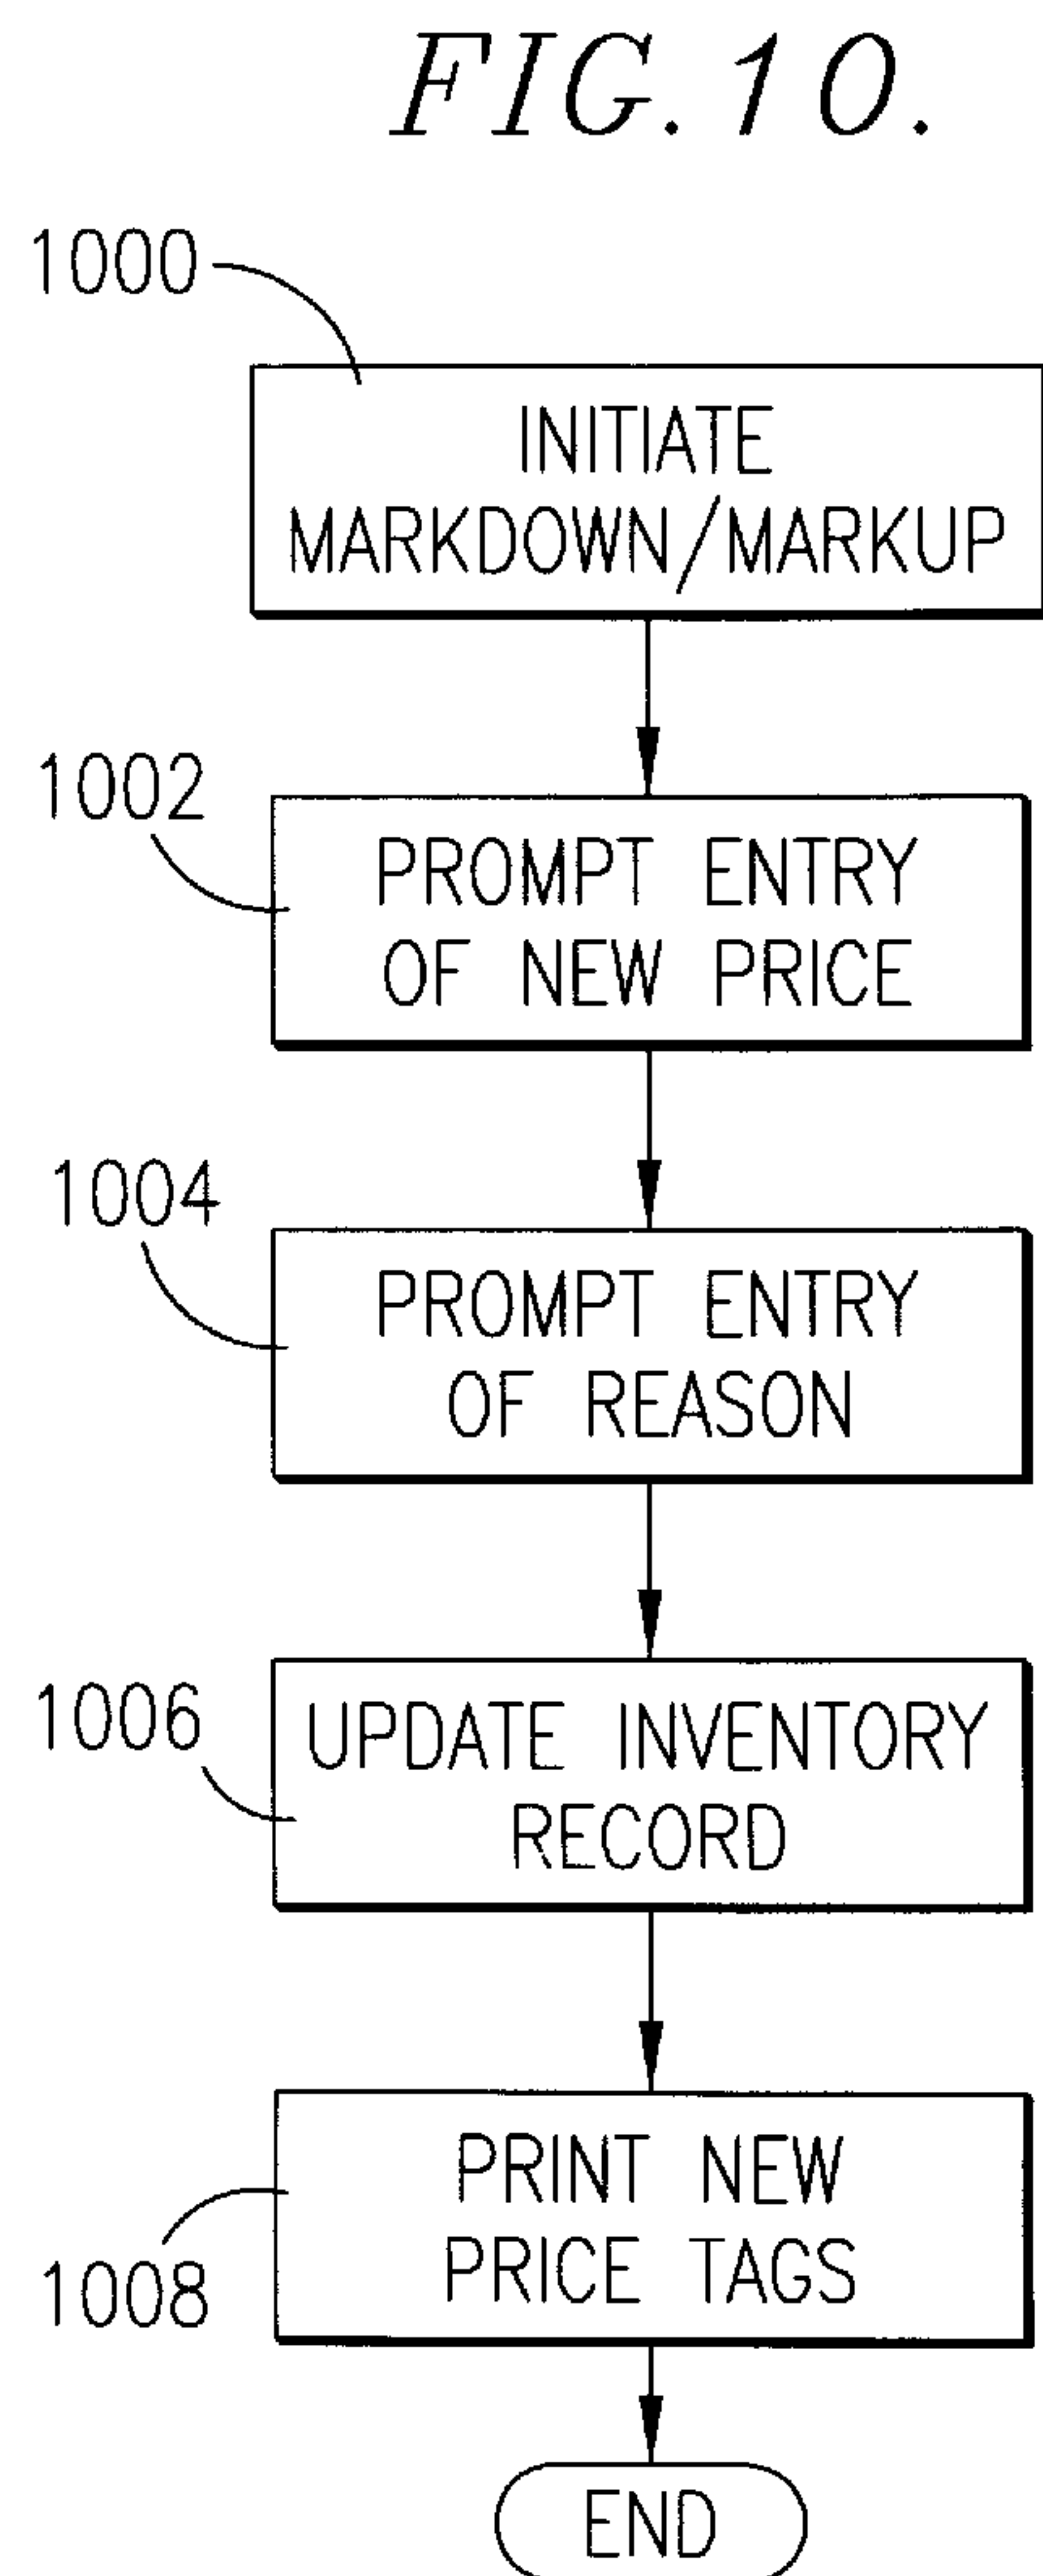 FIG. 10.
1000
INITIATE
MARKDOWN/MARKUP
1002
PROMPT ENTRY
OF NEW PRICE
1004
PROMPT ENTRY
OF REASON
1006
UPDATE INVENTORY
RECORD
PRINT NEW
PRICE TAGS
1008
END